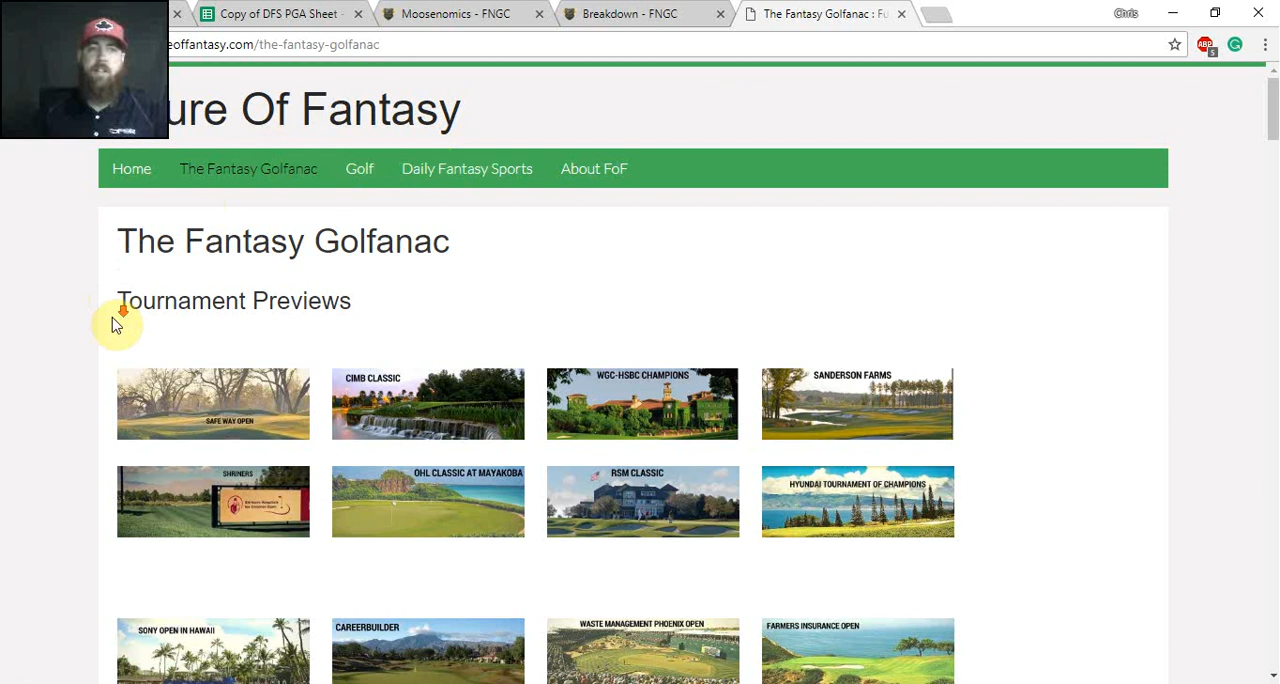 Copy of DFS PGA Sheet -
Moosenomics - FNGC
Breakdown - FNGC
The Fantasy Golfanac : Fu
Chris
eoffantasy.com/the-fantasy-golfanac
ABP
5
ure Of Fantasy
Home
The Fantasy Golfanac
Golf
Daily Fantasy Sports
About FoF
The Fantasy Golfanac
Tournament Previews
SAFE WAY OPEN
CIMB CLASSIC
WGC-HSBC CHAMPIONS
SANDERSON FARMS
SHRINERS
OHL CLASSIC AT MAYAKOBA
RSM CLASSIC
HYUNDAI TOURNAMENT OF CHAMPIONS
SONY OPEN IN HAWAII
CAREERBUILDER
WASTE MANAGEMENT PHOENIX OPEN
FARMERS INSURANCE OPEN